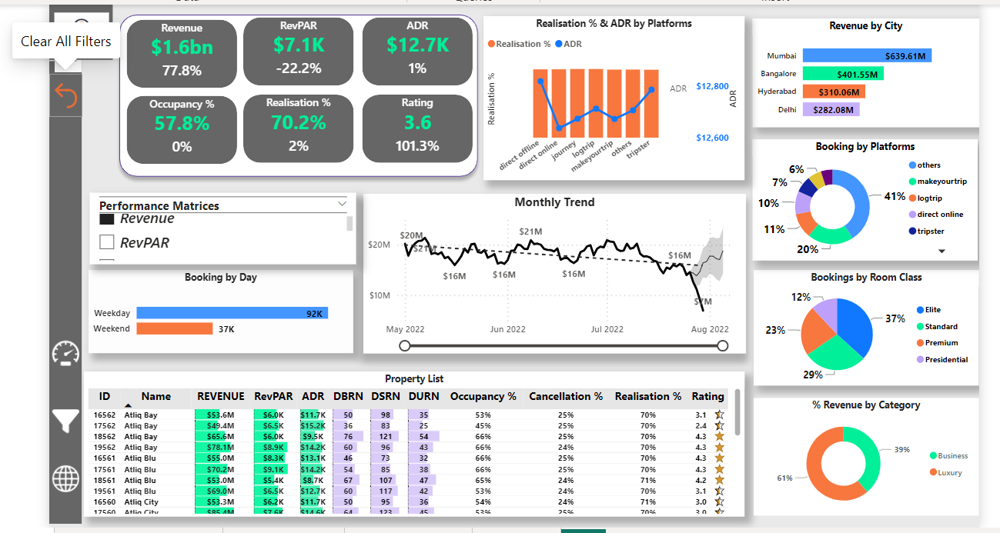 Clear All Filters
Revenue
$1.6bn
77.8%
RevPAR
$7.1K
-22.2%
ADR
$12.7K
1%
Occupancy %
57.8%
0%
Realisation %
70.2%
2%
Rating
3.6
101.3%
Realisation % & ADR by Platforms
Realisation % ADR
Realisation %
ADR
$12,800
$12,600
ADR
direct offline
direct online
journey
logtrip
makeyourtrip
others
tripster
Revenue by City
Mumbai $639.61M
Bangalore $401.55M
Hyderabad $310.06M
Delhi $282.08M
Booking by Platforms
6%
7%
10%
11%
20%
41%
others
makeyourtrip
logtrip
direct online
tripster
Performance Matrices
Revenue
RevPAR
Booking by Day
Weekday 92K
Weekend 37K
Monthly Trend
$20M
$10M
$20M
$21M
$16M
$16M
$21M
$16M
$16M
$7M
May 2022 Jun 2022 Jul 2022 Aug 2022
Bookings by Room Class
12%
23%
29%
37%
Elite
Standard
Premium
Presidential
Property List
ID Name REVENUE RevPAR ADR DBRN DSRN DURN Occupancy % Cancellation % Realisation % Rating
16562 Atliq Bay $53.6M $6.0K $11.7K 50 98 35 53% 25% 70% 3.1
17562 Atliq Bay $49.4M $6.5K $15.2K 36 83 25 45% 25% 70% 2.4
18562 Atliq Bay $65.6M $6.0K $9.5K 76 121 54 66% 25% 70% 4.3
19562 Atliq Bay $78.1M $8.9K $14.2K 60 96 43 66% 24% 70% 4.3
16561 Atliq Blu $55.0M $8.3K $13.1K 46 73 32 66% 25% 70% 4.3
17561 Atliq Blu $70.2M $9.1K $14.2K 54 85 38 66% 25% 70% 4.3
18561 Atliq Blu $53.0M $5.4K $8.7K 67 107 47 65% 24% 71% 4.2
19561 Atliq Blu $69.0M $6.5K $12.7K 60 117 42 53% 24% 70% 3.1
16560 Atliq City $53.3M $6.2K $11.7K 50 95 36 54% 24% 71% 3.0
17560 Atliq City $85.4M $7.6K $14.6K 64 123 45 53% 25% 70% 3.0
% Revenue by Category
39%
61%
Business
Luxury